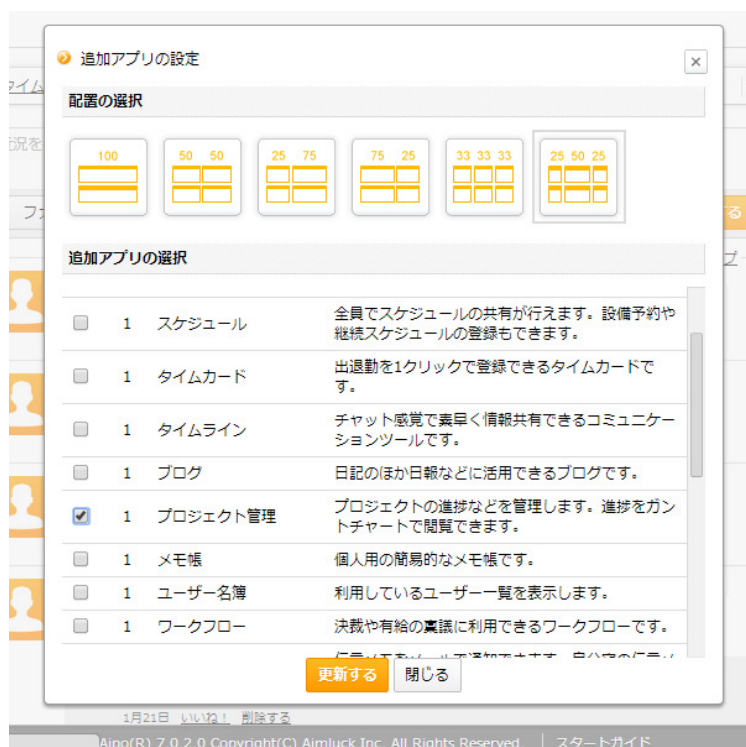 追加アプリの設定
×
タイム
配置の選択
況を
100
50 50
25 75
75 25
33 33 33
25 50 25
フ
る
追加アプリの選択
プ
1 スケジュール 全員でスケジュールの共有が行えます。設備予約や
継続スケジュールの登録もできます。
1 タイムカード 出退勤を1クリックで登録できるタイムカードで
す。
1 タイムライン チャット感覚で素早く情報共有できるコミュニケー
ションツールです。
1 ブログ 日記のほか日報などに活用できるブログです。
1 プロジェクト管理 プロジェクトの進捗などを管理します。進捗をガン
トチャートで閲覧できます。
1 メモ帳 個人用の簡易的なメモ帳です。
1 ユーザー名簿 利用しているユーザー一覧を表示します。
1 ワークフロー 決裁や有給の稟議に利用できるワークフローです。
更新する 閉じる
1月21日 いいね! 削除する
Aipo(R) 7.0.2.0 Copyright(C) Aimluck Inc. All Rights Reserved. | スタートガイド